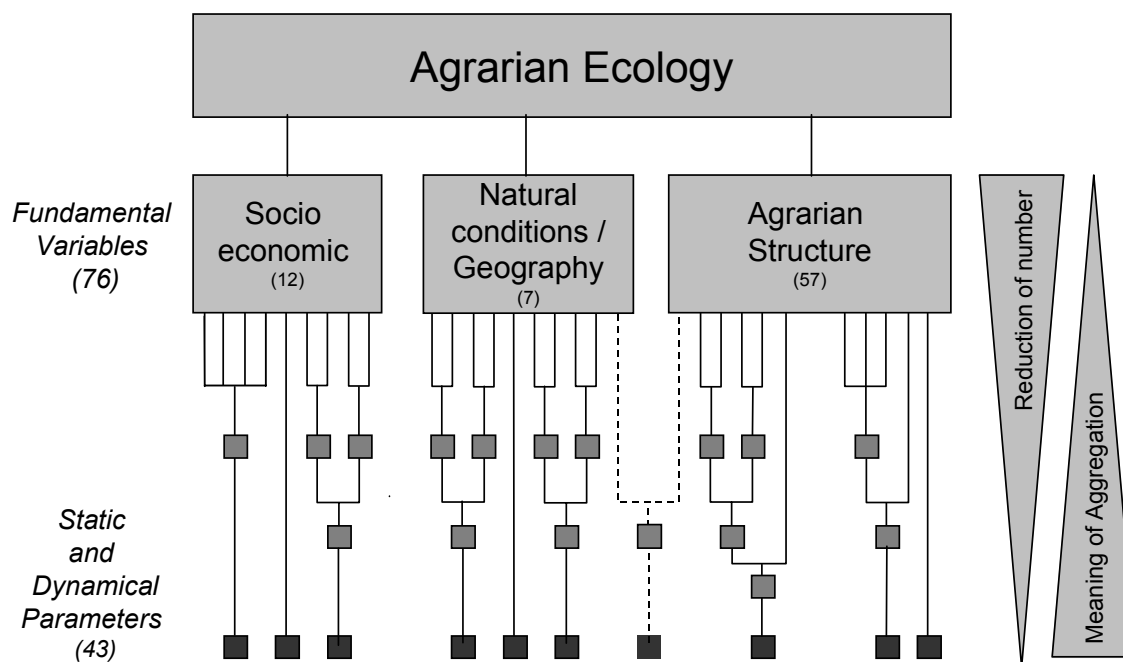 Agrarian Ecology
Fundamental
Variables
(76)
Socio
economic
(12)
Natural
conditions /
Geography
(7)
Agrarian
Structure
(57)
Reduction of number
Meaning of Aggregation
Static
and
Dynamical
Parameters
(43)